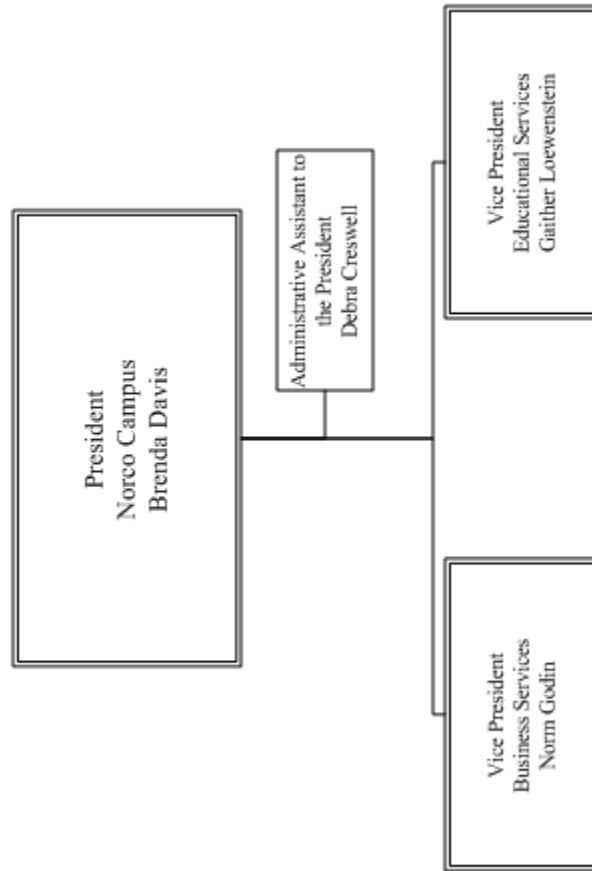 President
Norco Campus
Brenda Davis
Administrative Assistant to
the President
Debra Creswell
Vice President
Business Services
Norm Godin
Vice President
Educational Services
Gaither Loewenstein